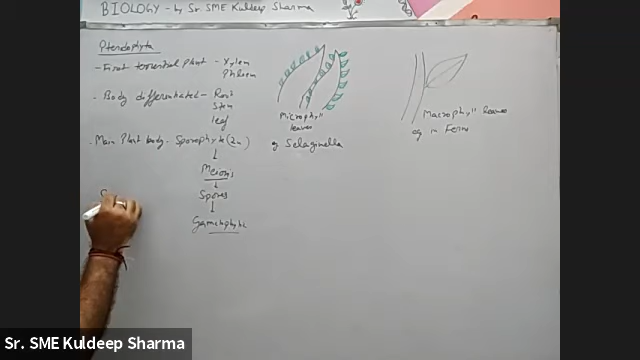 BIOLOGY - by Sr. SME Kuldeep Sharma
Pteridophyta
- First terrestrial plant - Xylem
Phloem
- Body differentiated - Root
Stem
leaf
- Main Plant body - Sporophyte (2n)
↓
Meiosis
↓
Spores
↓
Gametophyte
Microphyll
leaves
eg Selaginella
Macrophyll leaves
eg in Ferns
Sr. SME Kuldeep Sharma